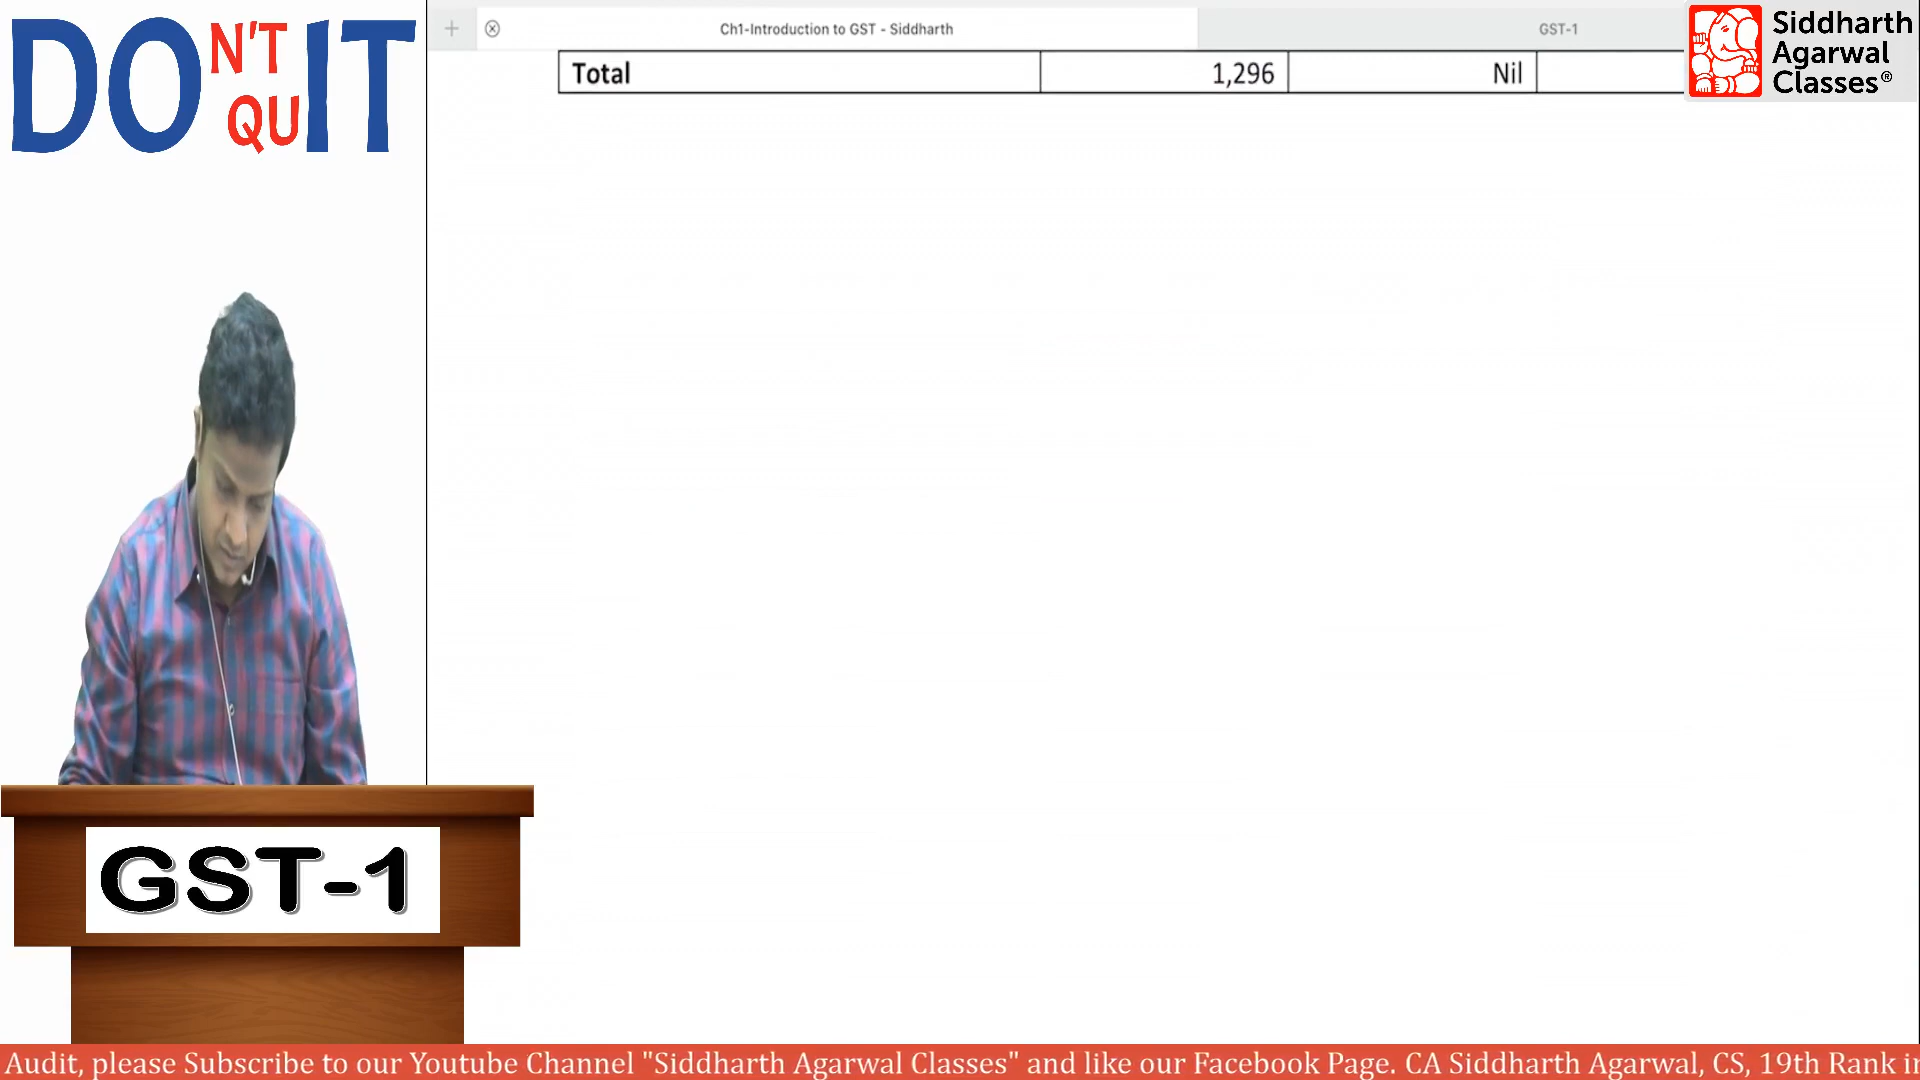 DON'T QUIT
Ch1-Introduction to GST - Siddharth
GST-1
Siddharth
Agarwal
Classes®
Total 1,296 Nil
GST-1
Audit, please Subscribe to our Youtube Channel "Siddharth Agarwal Classes" and like our Facebook Page. CA Siddharth Agarwal, CS, 19th Rank in